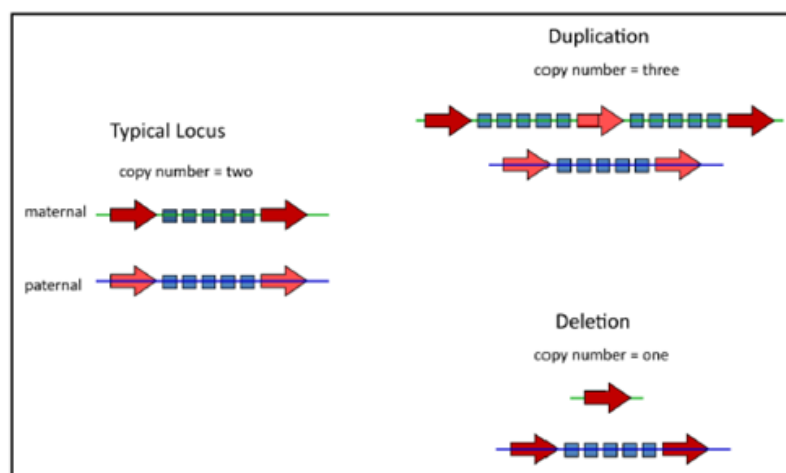 Duplication
copy number = three
Typical Locus
copy number = two
maternal
paternal
Deletion
copy number = one